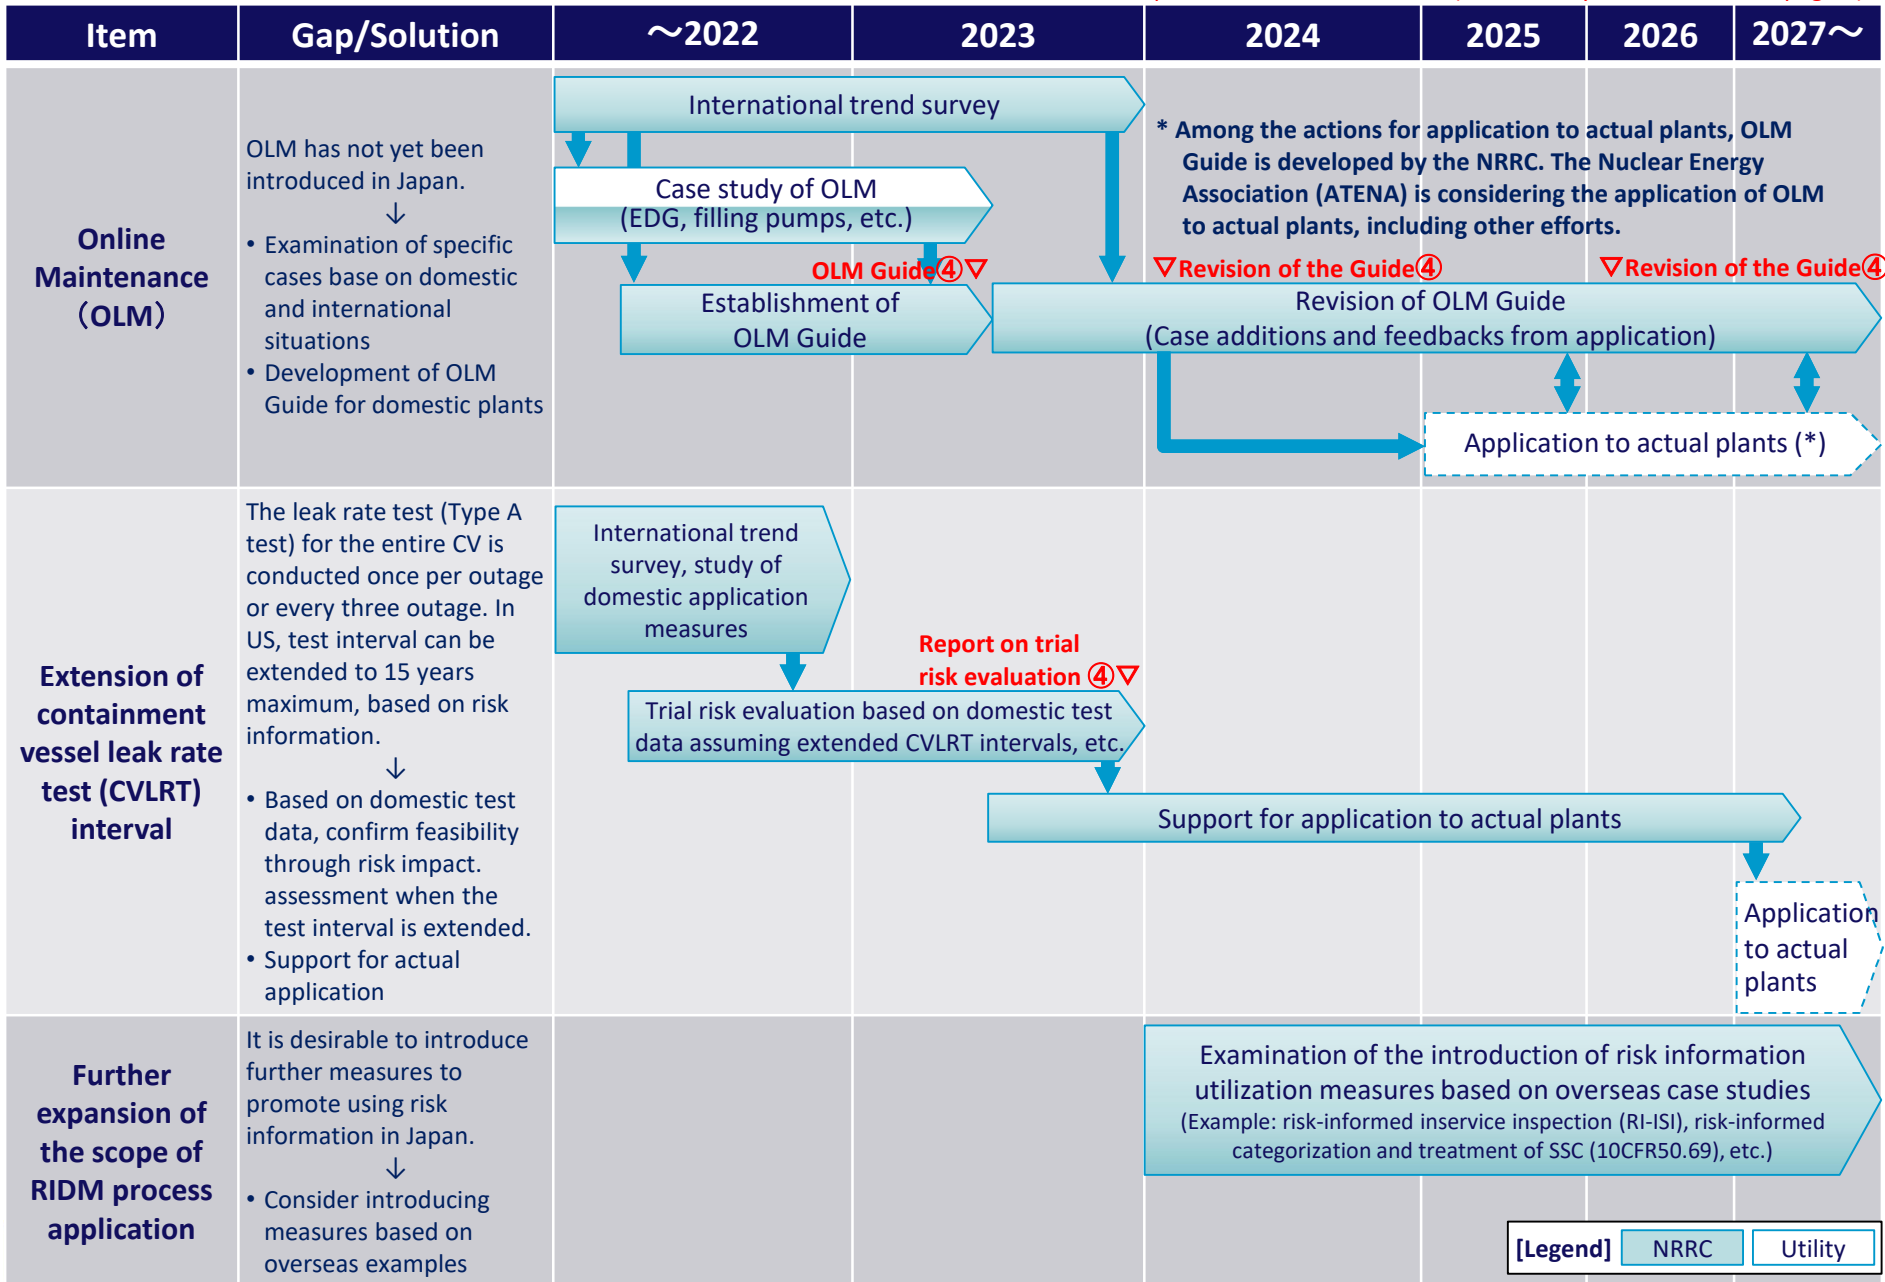 Item
Gap/Solution
～2022
2023
2024
2025
2026
2027～
Online
Maintenance
（OLM）
OLM has not yet been
introduced in Japan.
↓
• Examination of specific
cases base on domestic
and international
situations
• Development of OLM
Guide for domestic plants
International trend survey
Case study of OLM
(EDG, filling pumps, etc.)
* Among the actions for application to actual plants, OLM
Guide is developed by the NRRC. The Nuclear Energy
Association (ATENA) is considering the application of OLM
to actual plants, including other efforts.
OLM Guide④▽
▽Revision of the Guide④
▽Revision of the Guide④
Establishment of
OLM Guide
Revision of OLM Guide
(Case additions and feedbacks from application)
Application to actual plants (*)
Extension of
containment
vessel leak rate
test (CVLRT)
interval
The leak rate test (Type A
test) for the entire CV is
conducted once per outage
or every three outage. In
US, test interval can be
extended to 15 years
maximum, based on risk
information.
↓
• Based on domestic test
data, confirm feasibility
through risk impact.
assessment when the
test interval is extended.
• Support for actual
application
International trend
survey, study of
domestic application
measures
Report on trial
risk evaluation ④▽
Trial risk evaluation based on domestic test
data assuming extended CVLRT intervals, etc.
Support for application to actual plants
Application
to actual
plants
Further
expansion of
the scope of
RIDM process
application
It is desirable to introduce
further measures to
promote using risk
information in Japan.
↓
• Consider introducing
measures based on
overseas examples
Examination of the introduction of risk information
utilization measures based on overseas case studies
(Example: risk-informed inservice inspection (RI-ISI), risk-informed
categorization and treatment of SSC (10CFR50.69), etc.)
[Legend]
NRRC
Utility